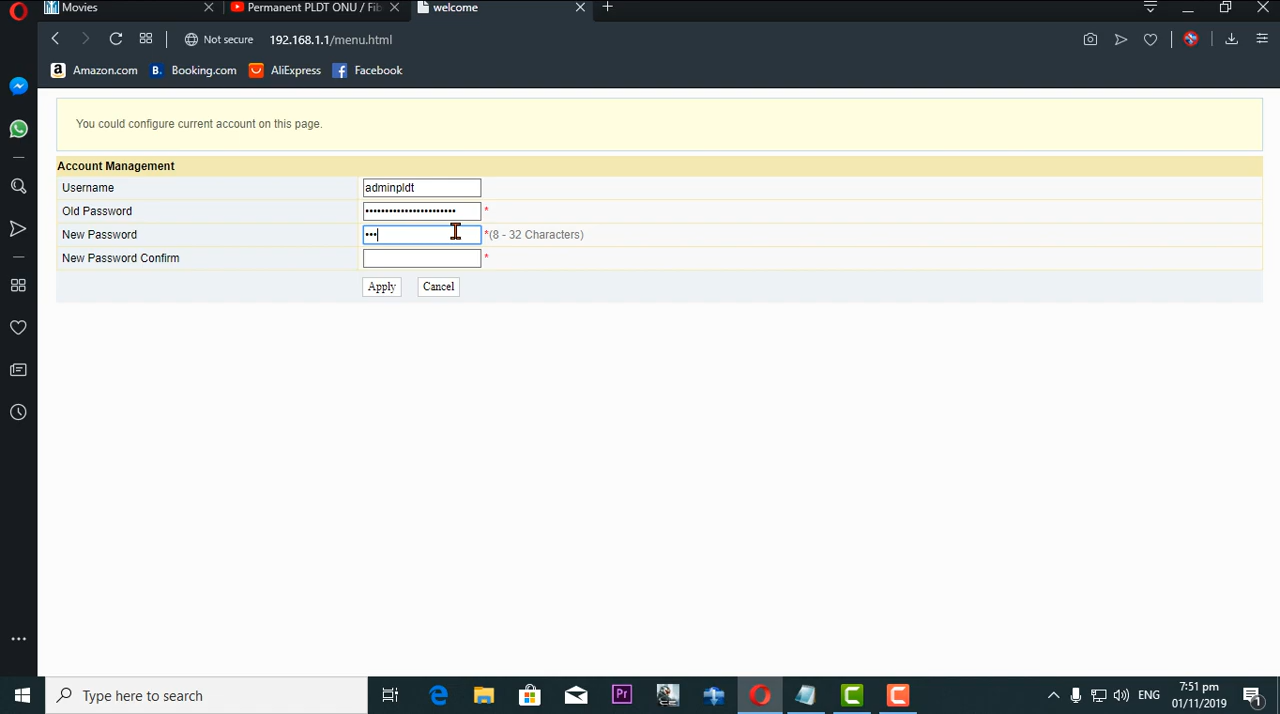 Movies
Permanent PLDT ONU / Fib
welcome
Not secure 192.168.1.1/menu.html
Amazon.com
B. Booking.com
AliExpress
Facebook
You could configure current account on this page.
Account Management
Username adminpldt
Old Password ••••••••••••••••••••••• *
New Password ••• *(8 - 32 Characters)
New Password Confirm *
Apply Cancel
Type here to search
Pr
ENG
7:51 pm
01/11/2019
1